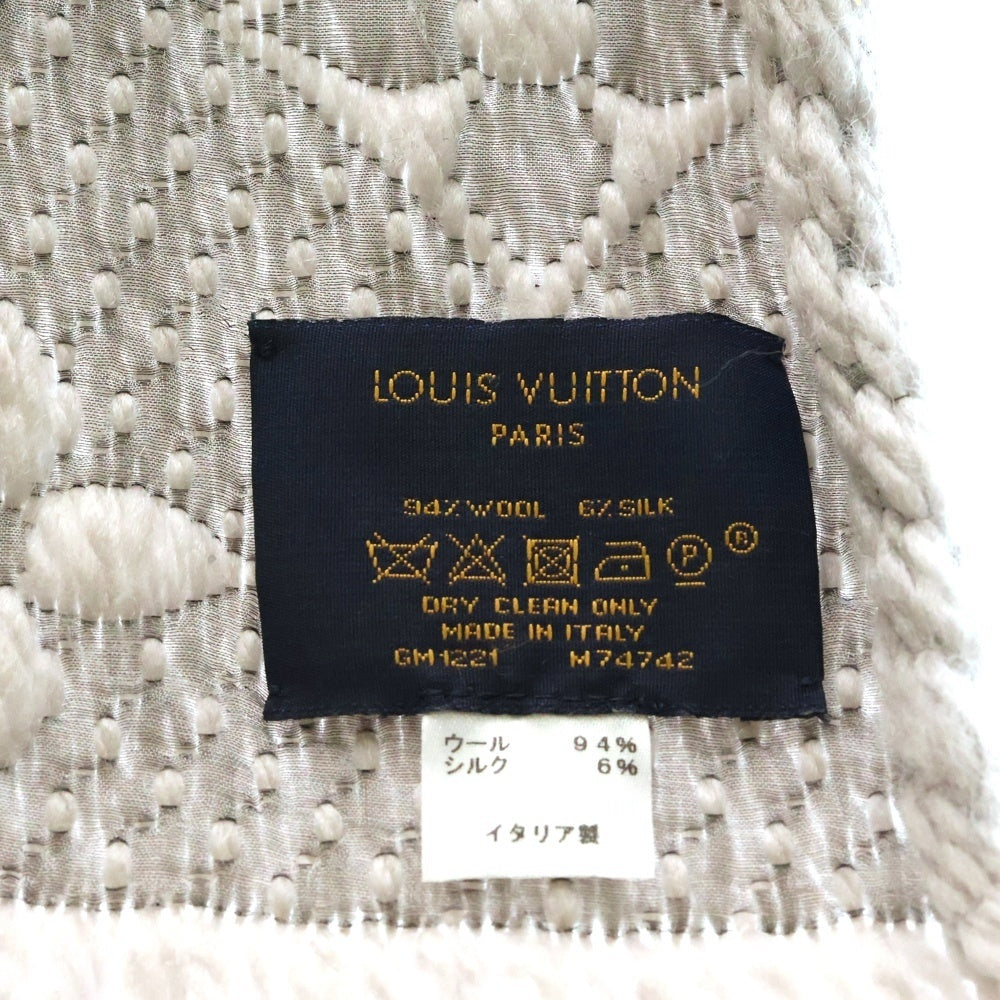 LOUIS VUITTON
PARIS
94% WOOL 6% SILK
P ®
DRY CLEAN ONLY
MADE IN ITALY
GM1221 M74742
ウール 94%
シルク 6%
イタリア製